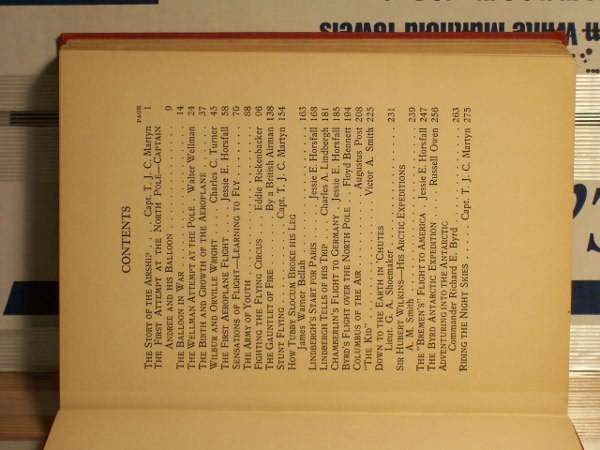 CONTENTS
PAGE
THE STORY OF THE AIRSHIP . . . . Capt. T. J. C. Martyn 1
THE FIRST ATTEMPT AT THE NORTH POLE—CAPTAIN
ANDREE AND HIS BALLOON . . . . . . . . . . . 9
THE BALLOON IN WAR . . . . . . . . . . . . 14
THE WELLMAN ATTEMPT AT THE POLE Walter Wellman 24
THE BIRTH AND GROWTH OF THE AEROPLANE . . . 37
WILBUR AND ORVILLE WRIGHT . . . Charles C. Turner 45
THE FIRST AEROPLANE FLIGHT . . Jessie E. Horsfall 58
SENSATIONS OF FLIGHT—LEARNING TO FLY . . . . 70
THE ARMY OF YOUTH . . . . . . . . . . . . 88
FIGHTING THE FLYING CIRCUS . . Eddie Rickenbacker 96
THE GAUNTLET OF FIRE . . . . . By a British Airman 138
STUNT FLYING . . . . . . . Capt. T. J. C. Martyn 154
HOW TUBBY SLOCUM BROKE HIS LEG
James Warner Bellah . . . . . . . . . 163
LINDBERGH'S START FOR PARIS . . . Jessie E. Horsfall 168
LINDBERGH TELLS OF HIS TRIP . Charles A. Lindbergh 181
CHAMBERLIN'S FLIGHT TO GERMANY . Jessie E. Horsfall 185
BYRD'S FLIGHT OVER THE NORTH POLE . Floyd Bennett 194
COLUMBUS OF THE AIR . . . . . . Augustus Post 208
"THE KID" . . . . . . . . . Victor A. Smith 225
DOWN TO THE EARTH IN 'CHUTES
Lieut. G. A. Shoemaker . . . . . . . . 231
SIR HUBERT WILKINS—HIS ARCTIC EXPEDITIONS
A. M. Smith . . . . . . . . . . . . 239
THE "BREMEN'S" FLIGHT TO AMERICA . Jessie E. Horsfall 247
THE BYRD ANTARCTIC EXPEDITION . . . Russell Owen 256
ADVENTURING INTO THE ANTARCTIC
Commander Richard E. Byrd . . . . . . . 263
RIDING THE NIGHT SKIES . . . . Capt. T. J. C. Martyn 275
White Marigold Towels